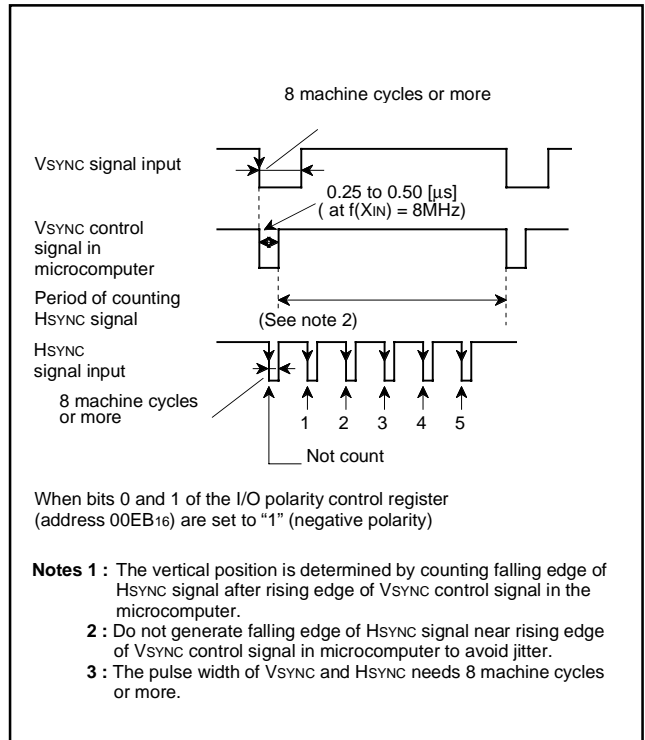 8 machine cycles or more
VSYNC signal input
0.25 to 0.50 [μs]
( at f(XIN) = 8MHz)
VSYNC control
signal in
microcomputer
Period of counting
HSYNC signal
(See note 2)
HSYNC
signal input
8 machine cycles
or more
1 2 3 4 5
Not count
When bits 0 and 1 of the I/O polarity control register
(address 00EB16) are set to “1” (negative polarity)
Notes 1 : The vertical position is determined by counting falling edge of
HSYNC signal after rising edge of VSYNC control signal in the
microcomputer.
2 : Do not generate falling edge of HSYNC signal near rising edge
of VSYNC control signal in microcomputer to avoid jitter.
3 : The pulse width of VSYNC and HSYNC needs 8 machine cycles
or more.